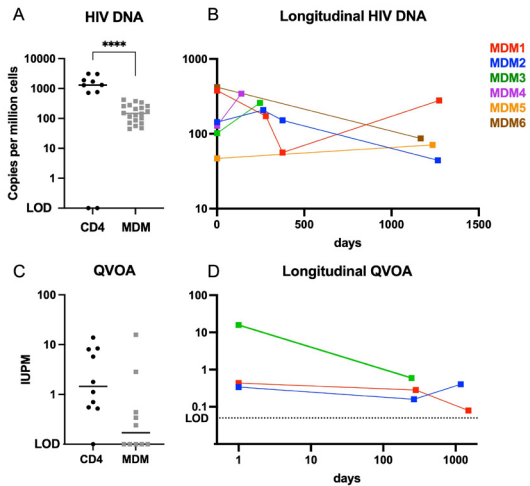 A
HIV DNA
****
Copies per million cells
10000
1000
100
10
1
LOD
CD4 MDM
B
Longitudinal HIV DNA
1000
100
10
0 500 1000 1500
days
MDM1
MDM2
MDM3
MDM4
MDM5
MDM6
C
QVOA
IUPM
100
10
1
LOD
CD4 MDM
D
Longitudinal QVOA
100
10
1
0.1
LOD
1 10 100 1000
days